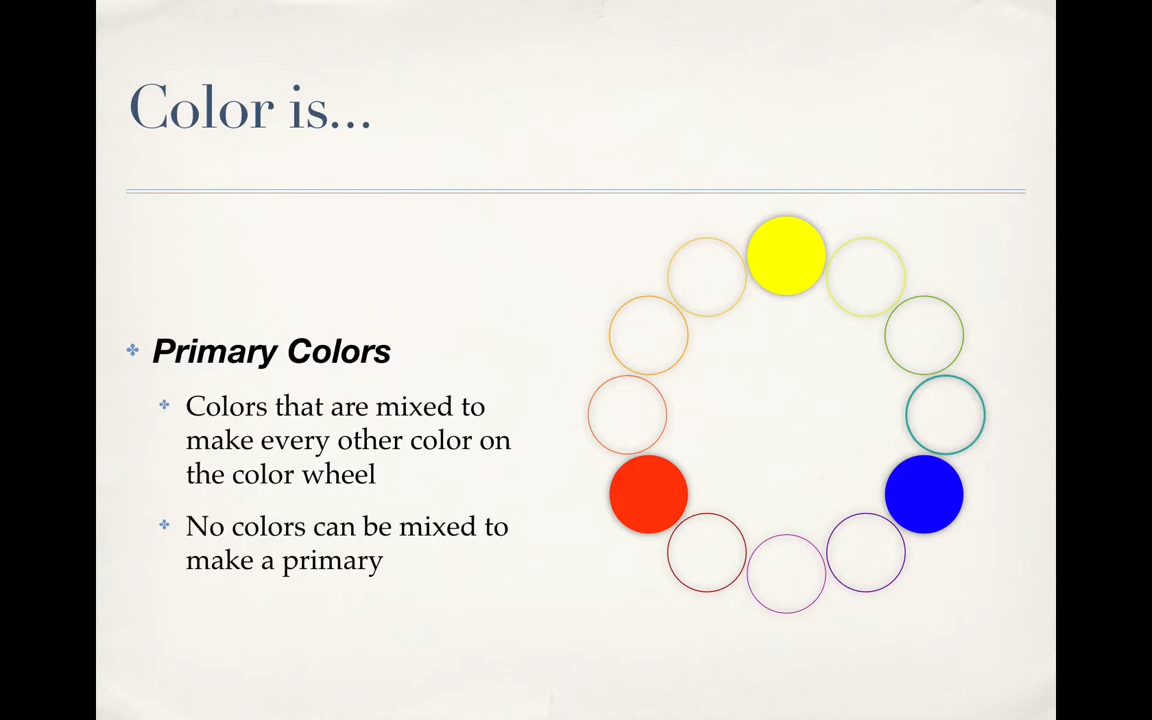 Color is...
Primary Colors
Colors that are mixed to
make every other color on
the color wheel
No colors can be mixed to
make a primary